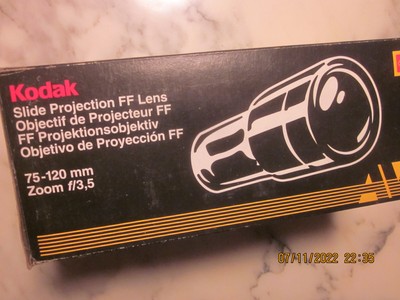 Kodak
Slide Projection FF Lens
Objectif de Projecteur FF
FF Projektionsobjektiv
Objetivo de Proyección FF
75-120 mm
Zoom f/3,5
07/11/2022 22:35